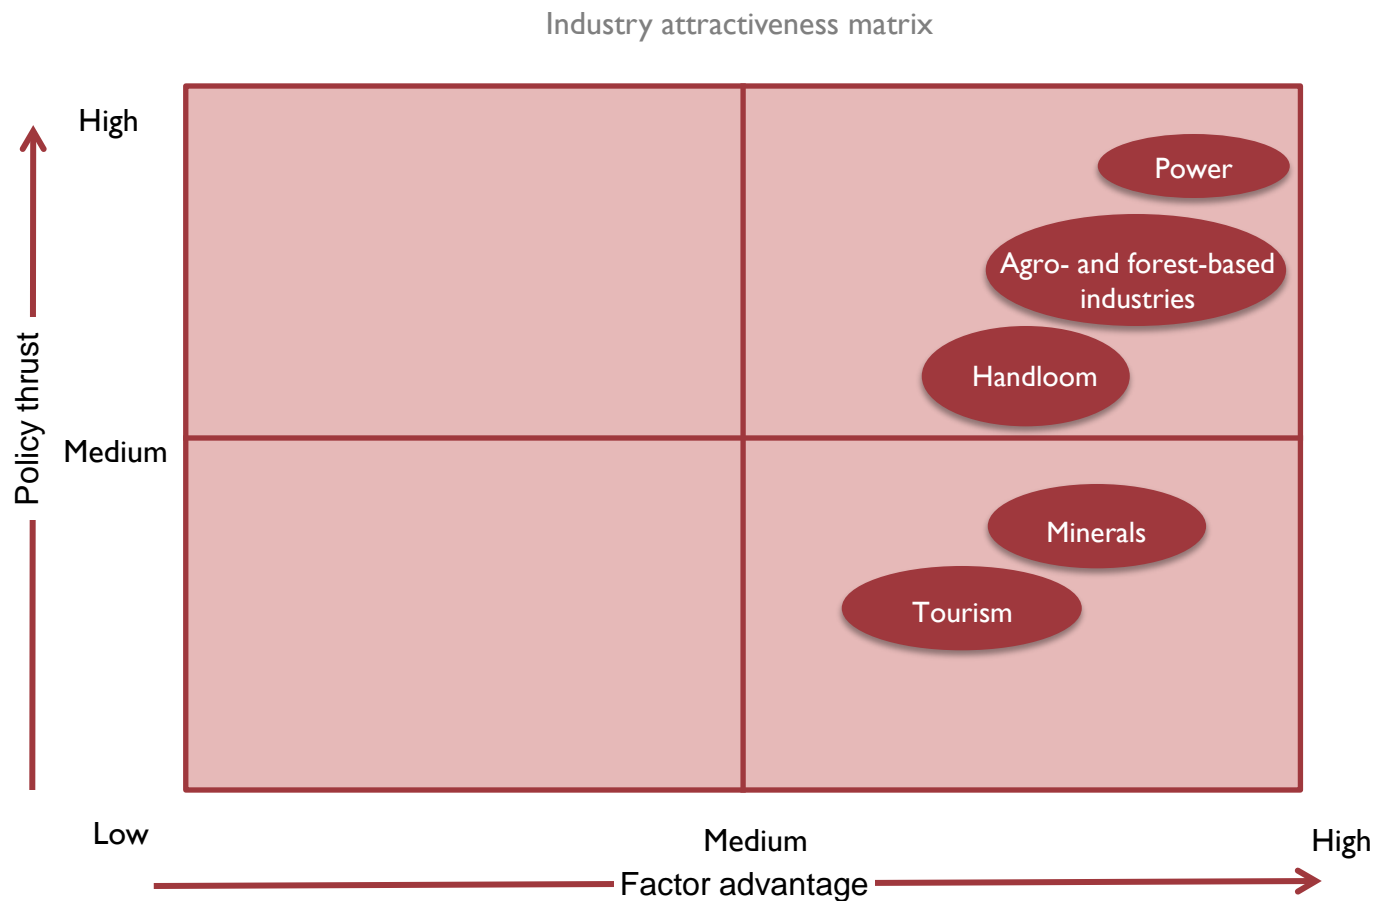 Industry attractiveness matrix
High
Power
Agro- and forest-based
industries
Policy thrust
Handloom
Medium
Minerals
Tourism
Low
Medium
High
Factor advantage